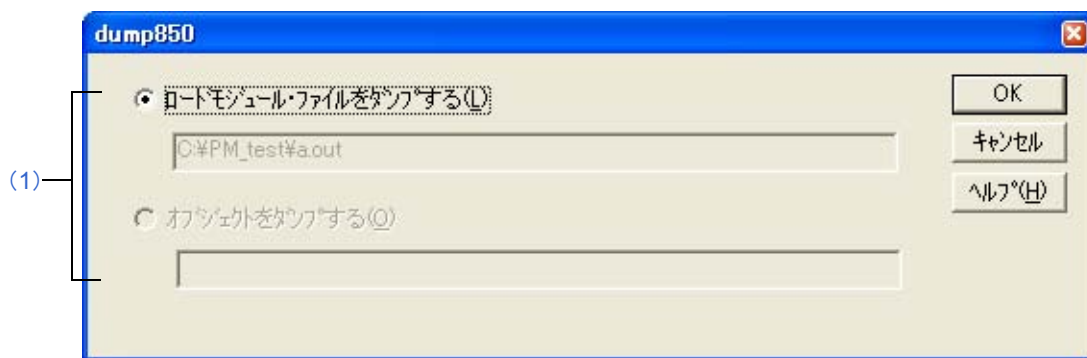 dump850
ロードモジュール・ファイルをダンプする(L)
C:¥PM_test¥a.out
オブジェクトをダンプする(O)
OK
キャンセル
ヘルプ(H)
(1)